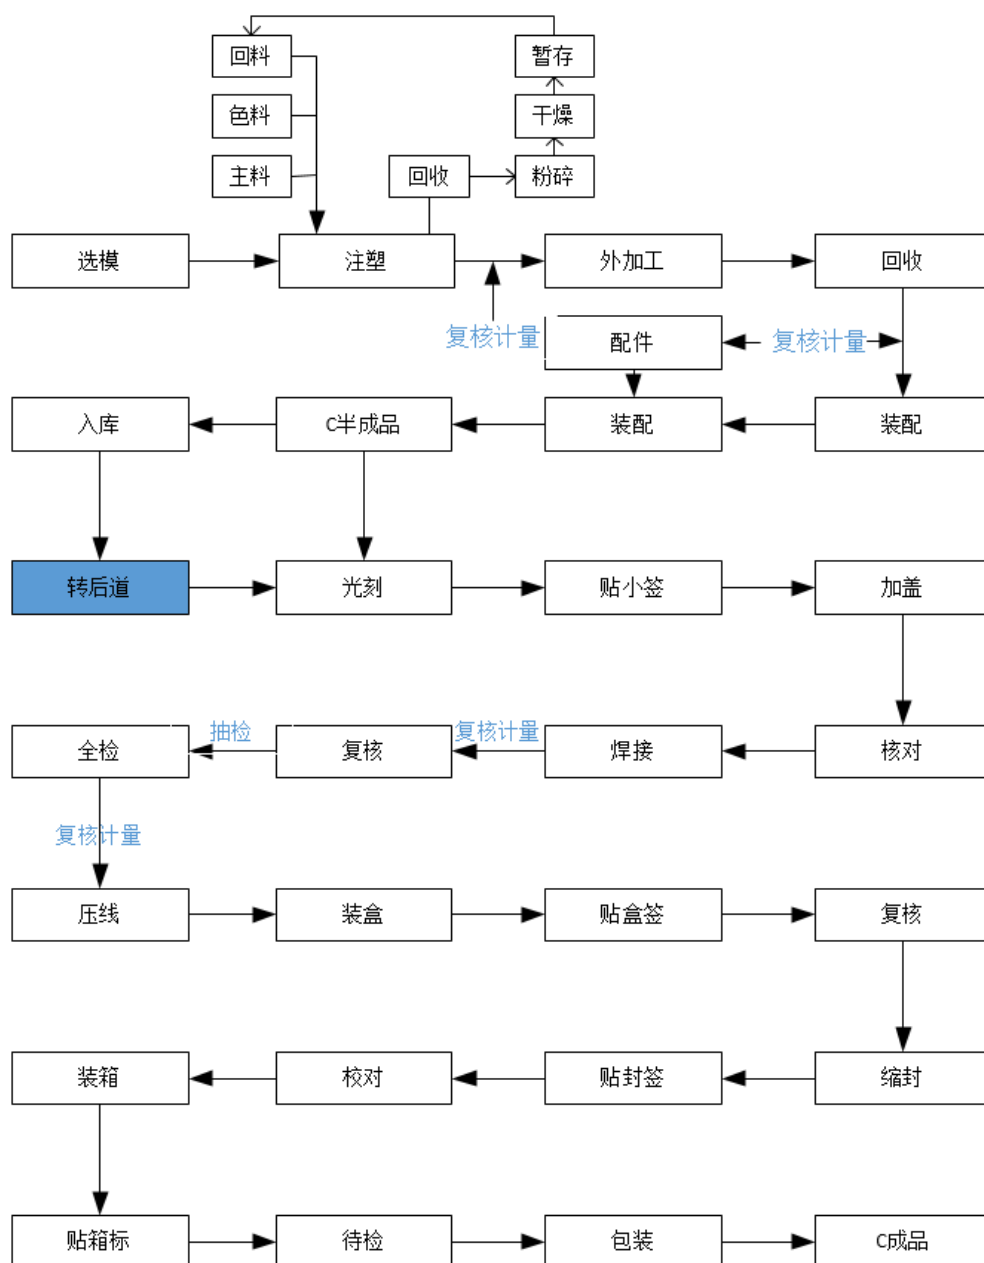 回料
暂存
色料
干燥
主料
回收
粉碎
选模
注塑
外加工
回收
复核计量
配件
复核计量
入库
C半成品
装配
装配
转后道
光刻
贴小签
加盖
全检
抽检
复核
复核计量
焊接
核对
复核计量
压线
装盒
贴盒签
复核
装箱
校对
贴封签
缩封
贴箱标
待检
包装
C成品